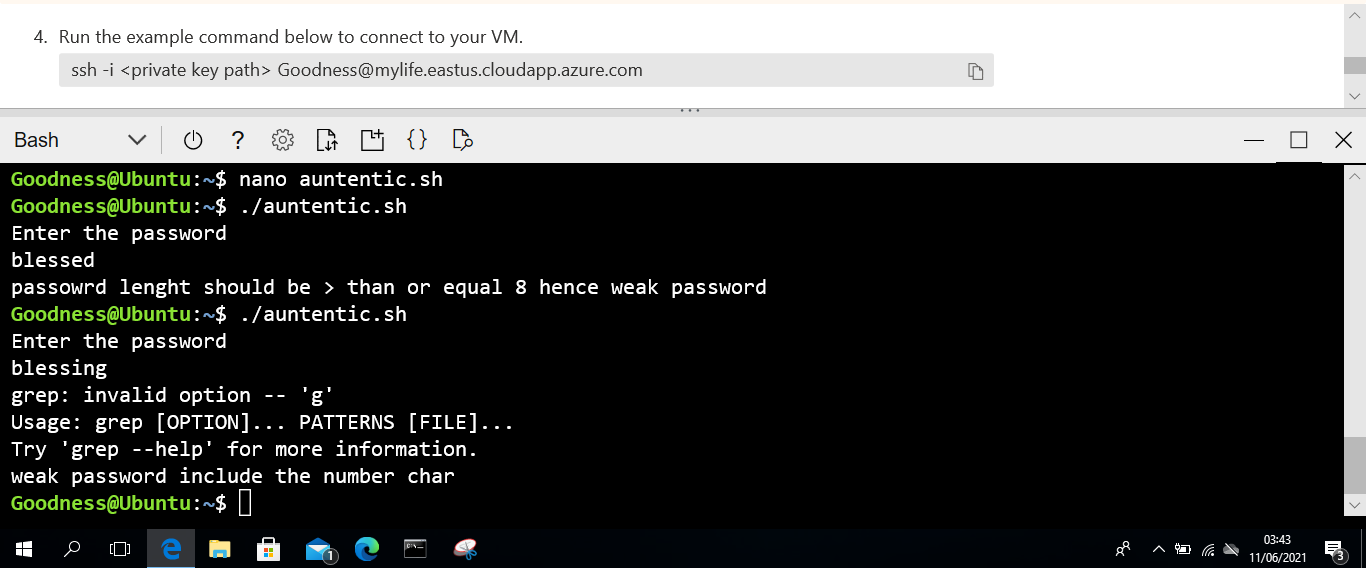 4. Run the example command below to connect to your VM.
ssh -i <private key path> Goodness@mylife.eastus.cloudapp.azure.com
Bash
Goodness@Ubuntu:~$ nano auntentic.sh
Goodness@Ubuntu:~$ ./auntentic.sh
Enter the password
blessed
passowrd lenght should be > than or equal 8 hence weak password
Goodness@Ubuntu:~$ ./auntentic.sh
Enter the password
blessing
grep: invalid option -- 'g'
Usage: grep [OPTION]... PATTERNS [FILE]...
Try 'grep --help' for more information.
weak password include the number char
Goodness@Ubuntu:~$
1
03:43
11/06/2021
3